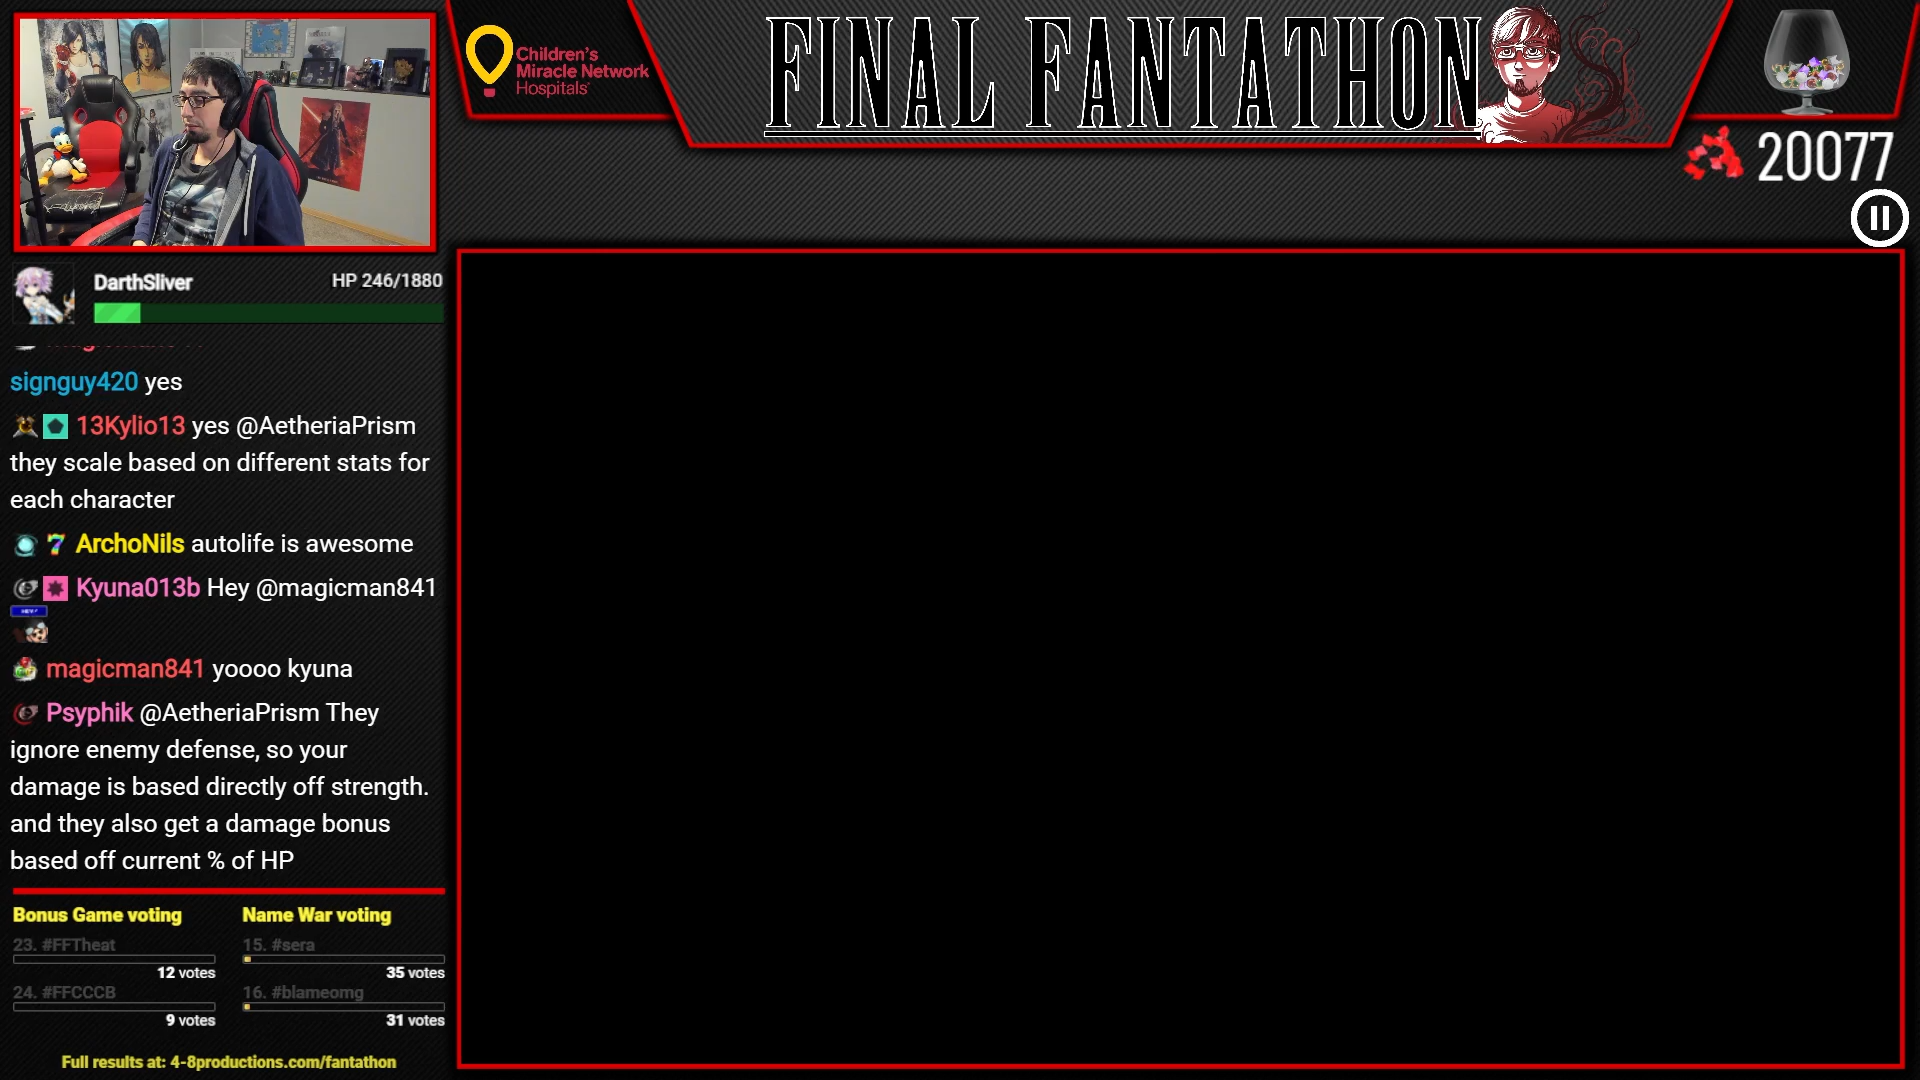 Children's
Miracle Network
Hospitals
FINAL FANTATHON
20077
DarthSliver
HP 246/1880
signguy420 yes
13Kylio13 yes @AetheriaPrism
they scale based on different stats for
each character
7 ArchoNils autolife is awesome
Kyuna013b Hey @magicman841
HEY!
magicman841 yoooo kyuna
Psyphik @AetheriaPrism They
ignore enemy defense, so your
damage is based directly off strength.
and they also get a damage bonus
based off current % of HP
Bonus Game voting
23. #FFTheat
12 votes
24. #FFCCCB
9 votes
Name War voting
15. #sera
35 votes
16. #blameomg
31 votes
Full results at: 4-8productions.com/fantathon